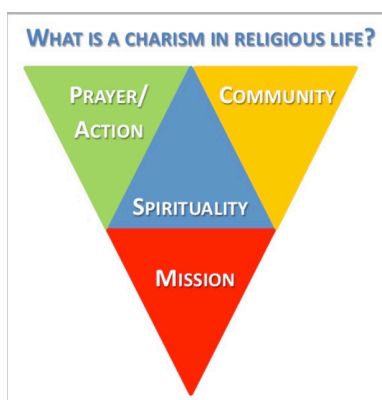 WHAT IS A CHARISM IN RELIGIOUS LIFE?
PRAYER/
ACTION
COMMUNITY
SPIRITUALITY
MISSION